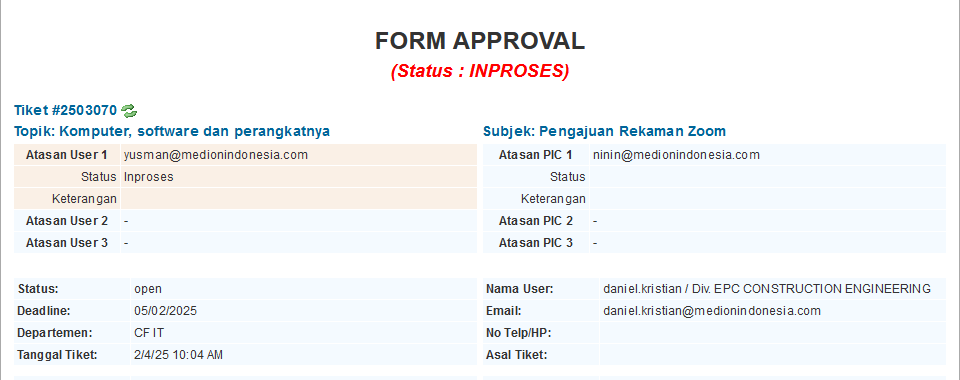 FORM APPROVAL
(Status : INPROSES)
Tiket #2503070
Topik: Komputer, software dan perangkatnya
Subjek: Pengajuan Rekaman Zoom
Atasan User 1 yusman@medionindonesia.com
Atasan PIC 1 ninin@medionindonesia.com
Status Inproses
Status
Keterangan
Keterangan
Atasan User 2 -
Atasan PIC 2 -
Atasan User 3 -
Atasan PIC 3 -
Status: open
Nama User: daniel.kristian / Div. EPC CONSTRUCTION ENGINEERING
Deadline: 05/02/2025
Email: daniel.kristian@medionindonesia.com
Departemen: CF IT
No Telp/HP:
Tanggal Tiket: 2/4/25 10:04 AM
Asal Tiket: